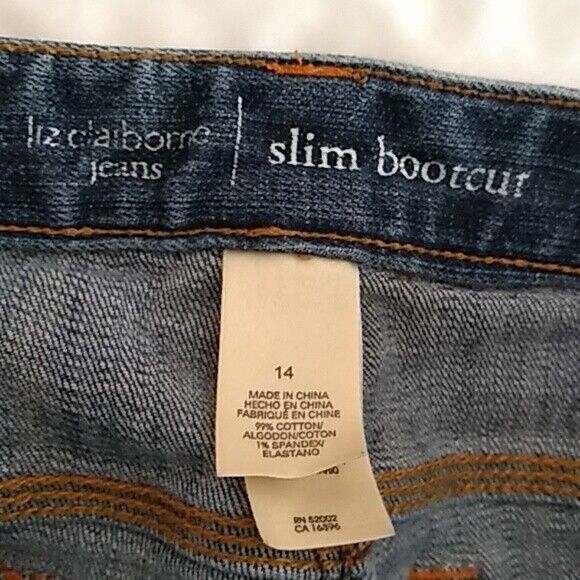 liz claiborne
jeans
slim bootcut
14
MADE IN CHINA
HECHO EN CHINA
FABRIQUÉ EN CHINE
99% COTTON/
ALGODON/COTON
1% SPANDEX/
ELASTANO
RN 52002
CA 16396